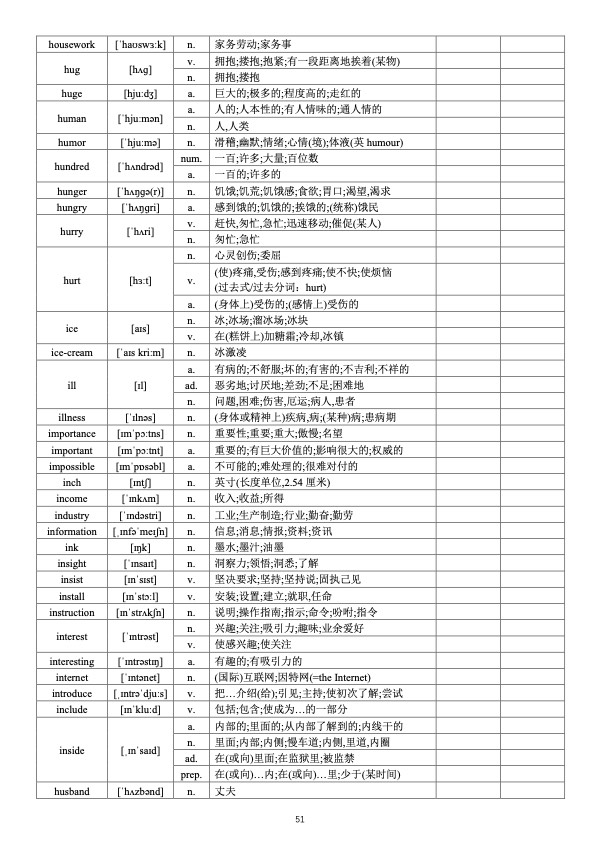 housework [ˈhaʊswɜːk] n. 家务劳动;家务事
hug [hʌɡ] v. 拥抱;搂抱;抱紧;有一段距离地挨着(某物)
n. 拥抱;搂抱
huge [hjuːdʒ] a. 巨大的;极多的;程度高的;走红的
human [ˈhjuːmən] a. 人的;人本性的;有人情味的;通人情的
n. 人,人类
humor [ˈhjuːmə] n. 滑稽;幽默;情绪;心情(境);体液(英 humour)
hundred [ˈhʌndrəd] num. 一百;许多;大量;百位数
a. 一百的;许多的
hunger [ˈhʌŋɡə(r)] n. 饥饿;饥荒;饥饿感;食欲;胃口;渴望,渴求
hungry [ˈhʌŋɡri] a. 感到饿的;饥饿的;挨饿的;(统称)饿民
hurry [ˈhʌri] v. 赶快,匆忙,急忙;迅速移动;催促(某人)
n. 匆忙;急忙
hurt [hɜːt] n. 心灵创伤;委屈
v. (使)疼痛,受伤;感到疼痛;使不快;使烦恼
(过去式/过去分词：hurt)
a. (身体上)受伤的;(感情上)受伤的
ice [aɪs] n. 冰;冰场;溜冰场;冰块
v. 在(糕饼上)加糖霜;冷却,冰镇
ice-cream [ˈaɪs kriːm] n. 冰激凌
ill [ɪl] a. 有病的;不舒服;坏的;有害的;不吉利;不祥的
ad. 恶劣地;讨厌地;差劲;不足;困难地
n. 问题,困难;伤害,厄运;病人,患者
illness [ˈɪlnəs] n. (身体或精神上)疾病,病;(某种)病;患病期
importance [ɪmˈpɔːtns] n. 重要性;重要;重大;傲慢;名望
important [ɪmˈpɔːtnt] a. 重要的;有巨大价值的;影响很大的;权威的
impossible [ɪmˈpɒsəbl] a. 不可能的;难处理的;很难对付的
inch [ɪntʃ] n. 英寸(长度单位,2.54 厘米)
income [ˈɪnkʌm] n. 收入;收益;所得
industry [ˈɪndəstri] n. 工业;生产制造;行业;勤奋;勤劳
information [ˌɪnfəˈmeɪʃn] n. 信息;消息;情报;资料;资讯
ink [ɪŋk] n. 墨水;墨汁;油墨
insight [ˈɪnsaɪt] n. 洞察力;领悟;洞悉;了解
insist [ɪnˈsɪst] v. 坚决要求;坚持;坚持说;固执己见
install [ɪnˈstɔːl] v. 安装;设置;建立;就职,任命
instruction [ɪnˈstrʌkʃn] n. 说明;操作指南;指示;命令;吩咐;指令
interest [ˈɪntrəst] n. 兴趣;关注;吸引力;趣味;业余爱好
v. 使感兴趣;使关注
interesting [ˈɪntrəstɪŋ] a. 有趣的;有吸引力的
internet [ˈɪntənet] n. (国际)互联网;因特网(=the Internet)
introduce [ˌɪntrəˈdjuːs] v. 把…介绍(给);引见;主持;使初次了解;尝试
include [ɪnˈkluːd] v. 包括;包含;使成为…的一部分
inside [ˌɪnˈsaɪd] a. 内部的;里面的;从内部了解到的;内线干的
n. 里面;内部;内侧;慢车道;内侧,里道,内圈
ad. 在(或向)里面;在监狱里;被监禁
prep. 在(或向)…内;在(或向)…里;少于(某时间)
husband [ˈhʌzbənd] n. 丈夫
51